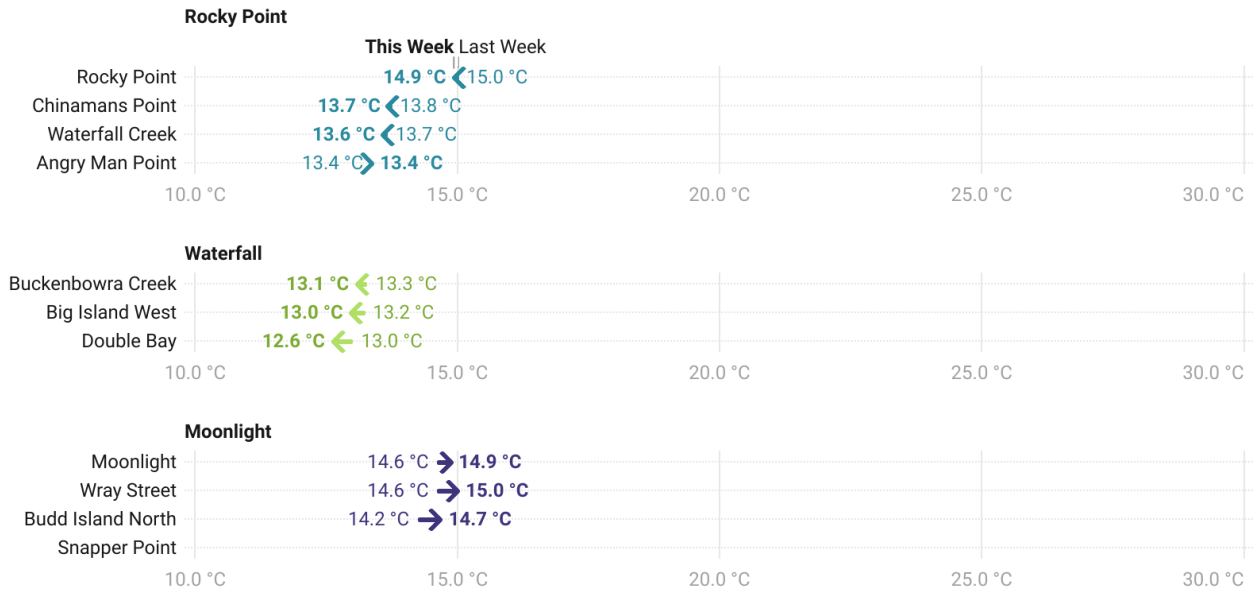 Rocky Point
This Week Last Week
Rocky Point 14.9 °C 15.0 °C
Chinamans Point 13.7 °C 13.8 °C
Waterfall Creek 13.6 °C 13.7 °C
Angry Man Point 13.4 °C 13.4 °C
10.0 °C 15.0 °C 20.0 °C 25.0 °C 30.0 °C
Waterfall
Buckenbowra Creek 13.1 °C 13.3 °C
Big Island West 13.0 °C 13.2 °C
Double Bay 12.6 °C 13.0 °C
10.0 °C 15.0 °C 20.0 °C 25.0 °C 30.0 °C
Moonlight
Moonlight 14.6 °C 14.9 °C
Wray Street 14.6 °C 15.0 °C
Budd Island North 14.2 °C 14.7 °C
Snapper Point
10.0 °C 15.0 °C 20.0 °C 25.0 °C 30.0 °C